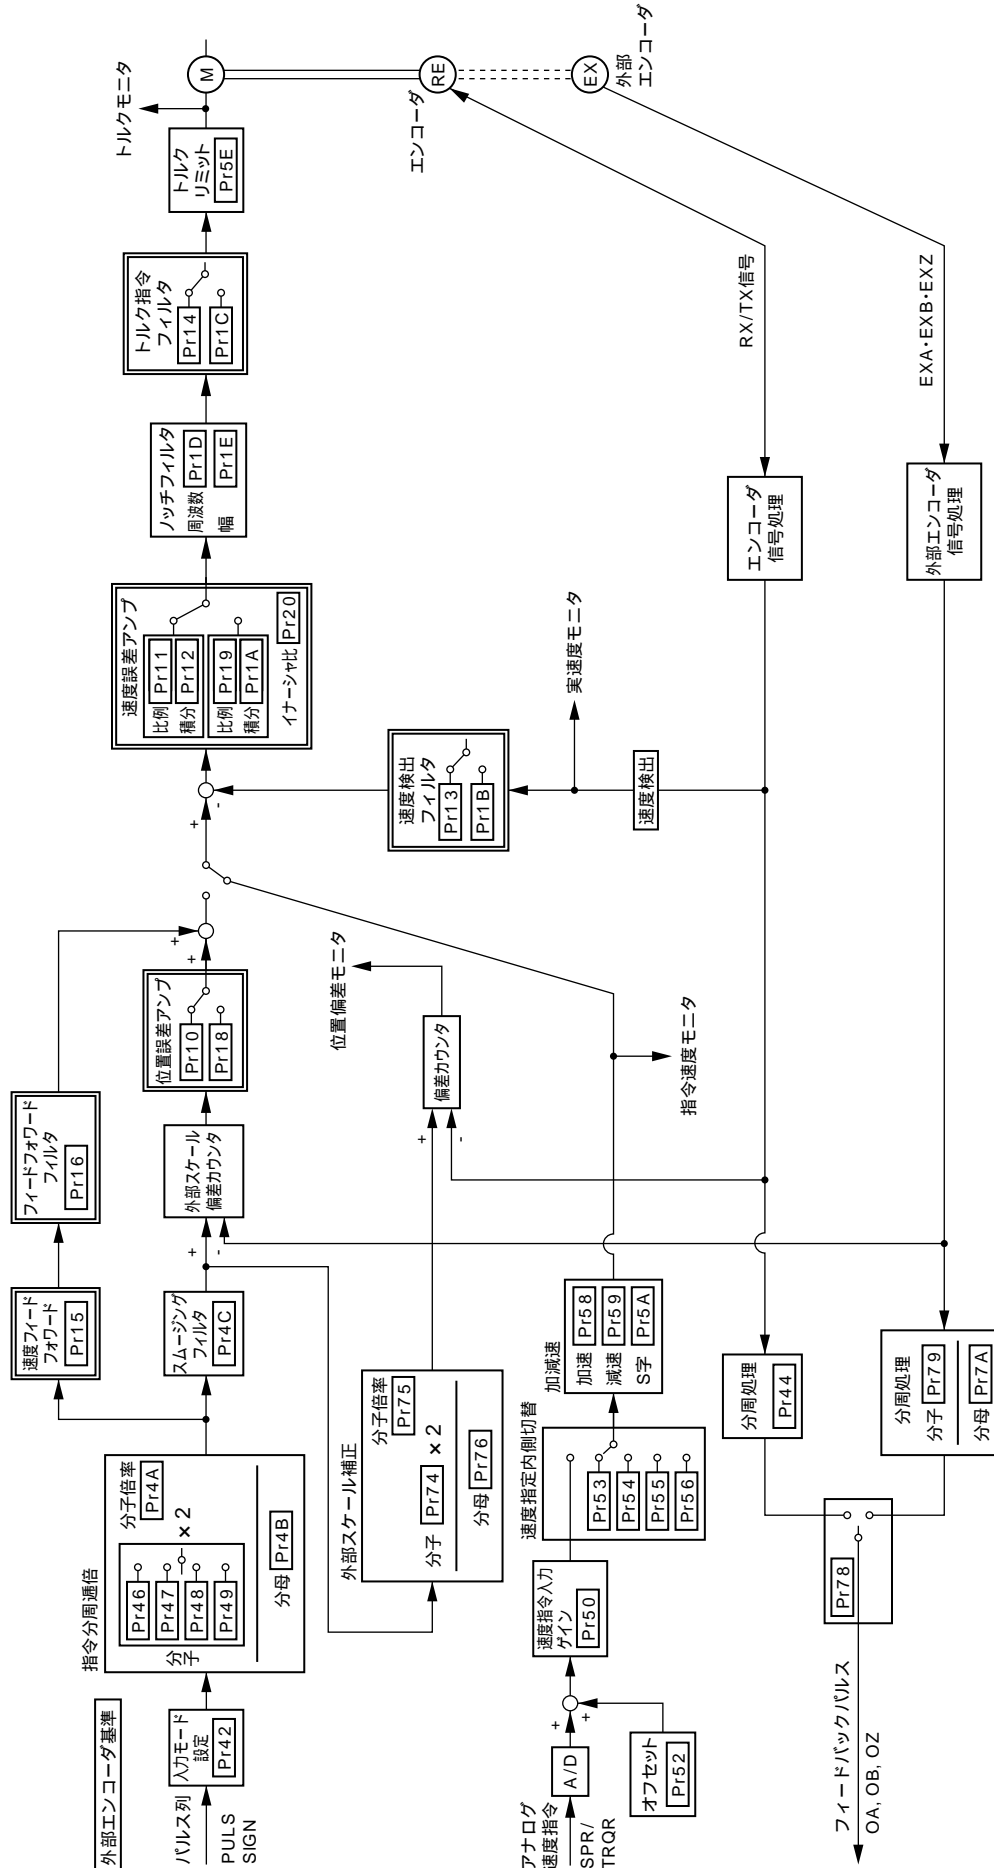 外部エンコーダ基準
パルス列
PULS
SIGN
入力モード
設定
Pr42
指令分周逓倍
分子
Pr46
Pr47
Pr48
Pr49
分子倍率
Pr4A
×2
分母 Pr4B
速度フィード
フォワード
Pr15
フィードフォワード
フィルタ
Pr16
スムージング
フィルタ
Pr4C
+
-
外部スケール
偏差カウンタ
位置誤差アンプ
Pr10
Pr18
+
+
+
-
速度誤差アンプ
比例 Pr11
積分 Pr12
比例 Pr19
積分 Pr1A
イナーシャ比 Pr20
ノッチフィルタ
周波数 Pr1D
幅 Pr1E
トルク指令
フィルタ
Pr14
Pr1C
トルク
リミット
Pr5E
トルクモニタ
M
RE
エンコーダ
EX
外部
エンコーダ
外部スケール補正
分子倍率
Pr75
分子 Pr74 ×2
分母 Pr76
+
-
偏差カウンタ
位置偏差モニタ
速度検出
フィルタ
Pr13
Pr1B
速度検出
実速度モニタ
アナログ
速度指令
SPR/
TRQR
A/D
オフセット
Pr52
+
+
速度指令入力
ゲイン
Pr50
速度指定内側切替
Pr53
Pr54
Pr55
Pr56
加減速
加速 Pr58
減速 Pr59
S字 Pr5A
指令速度モニタ
RX/TX信号
エンコーダ
信号処理
EXA・EXB・EXZ
外部エンコーダ
信号処理
分周処理
Pr44
分周処理
分子 Pr79
分母 Pr7A
Pr78
フィードバックパルス
OA, OB, OZ